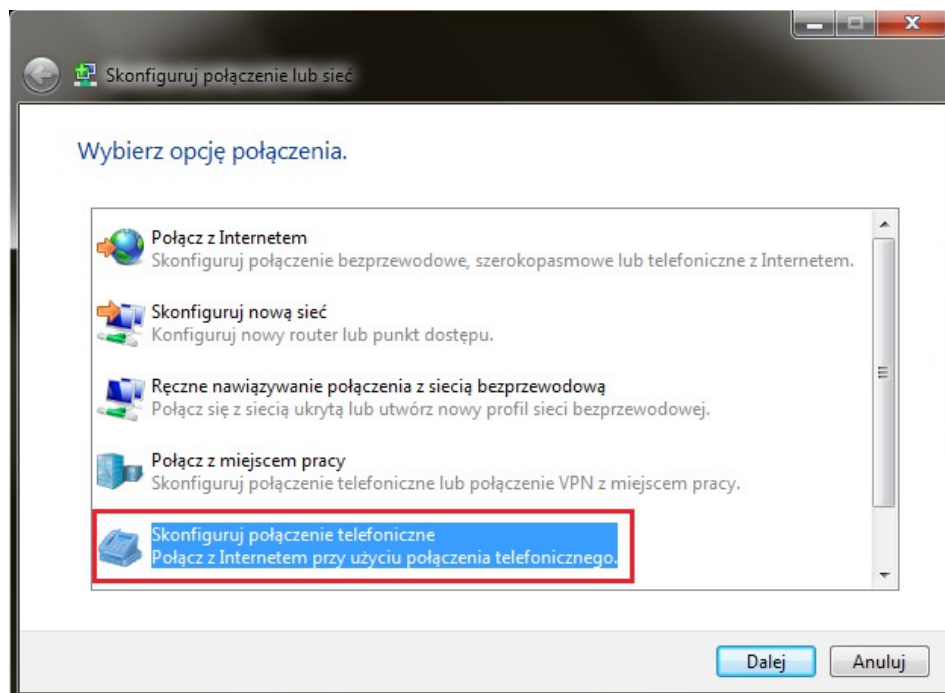 Skonfiguruj połączenie lub sieć
Wybierz opcję połączenia.
Połącz z Internetem
Skonfiguruj połączenie bezprzewodowe, szerokopasmowe lub telefoniczne z Internetem.
Skonfiguruj nową sieć
Konfiguruj nowy router lub punkt dostępu.
Ręczne nawiązywanie połączenia z siecią bezprzewodową
Połącz się z siecią ukrytą lub utwórz nowy profil sieci bezprzewodowej.
Połącz z miejscem pracy
Skonfiguruj połączenie telefoniczne lub połączenie VPN z miejscem pracy.
Skonfiguruj połączenie telefoniczne
Połącz z Internetem przy użyciu połączenia telefonicznego.
Dalej
Anuluj